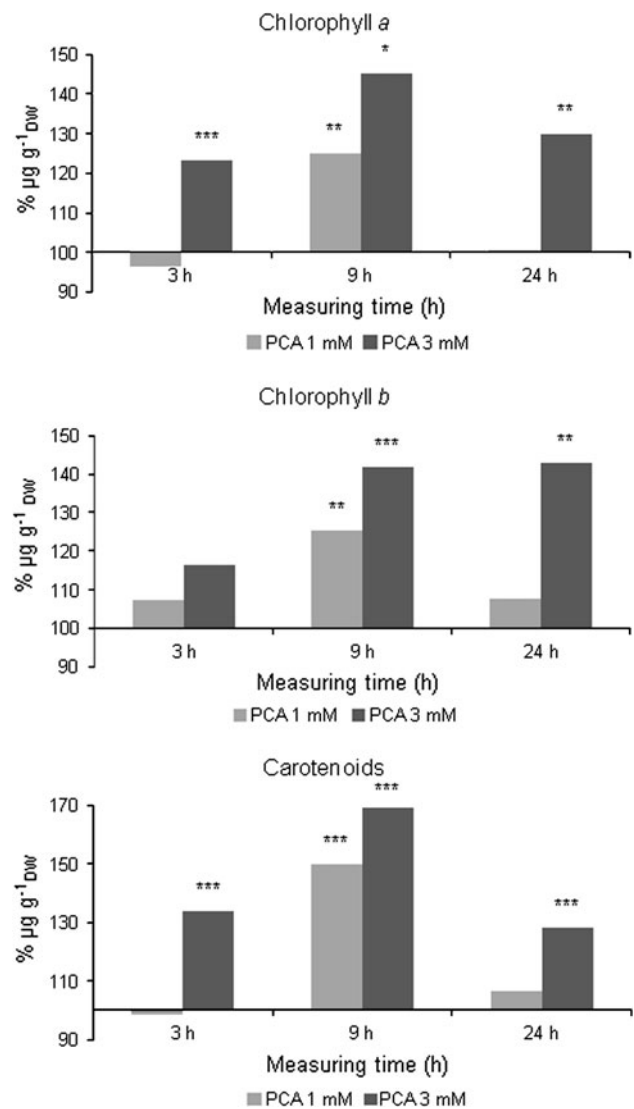 Chlorophyll a
150
*
140
130
***
**
**
120
110
100
90
% µg g⁻¹DW
3 h 9 h 24 h
Measuring time (h)
PCA 1 mM PCA 3 mM
Chlorophyll b
150
***
**
140
130
**
120
110
100
90
% µg g⁻¹ DW
3 h 9 h 24 h
Measuring time (h)
PCA 1 mM PCA 3 mM
Carotenoids
170
***
150
***
***
***
130
110
90
% µg g⁻¹DW
3 h 9 h 24 h
Measuring time (h)
PCA 1 mM PCA 3 mM